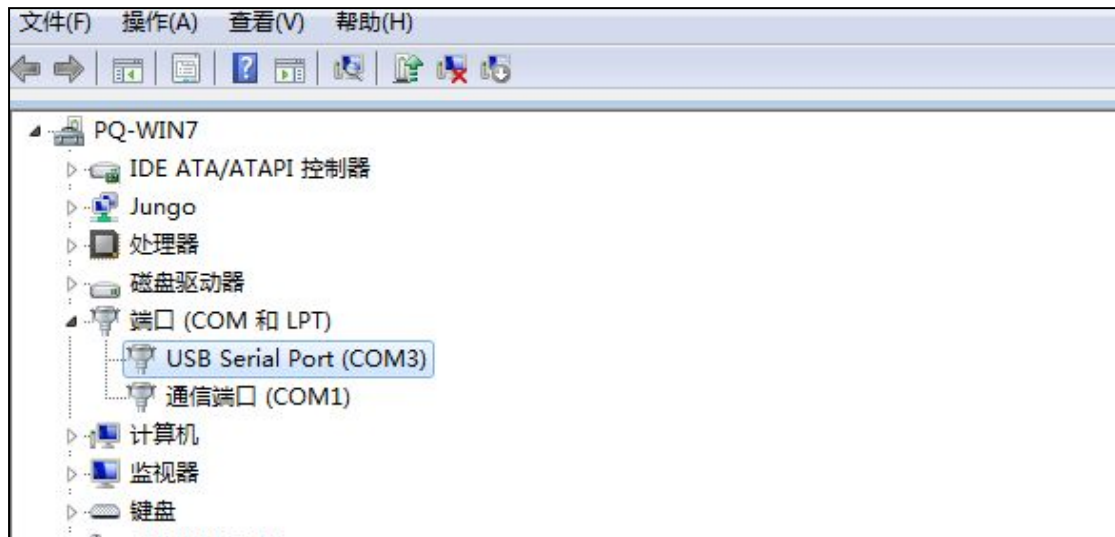 文件(F) 操作(A) 查看(V) 帮助(H)
PQ-WIN7
IDE ATA/ATAPI 控制器
Jungo
处理器
磁盘驱动器
端口 (COM 和 LPT)
USB Serial Port (COM3)
通信端口 (COM1)
计算机
监视器
键盘